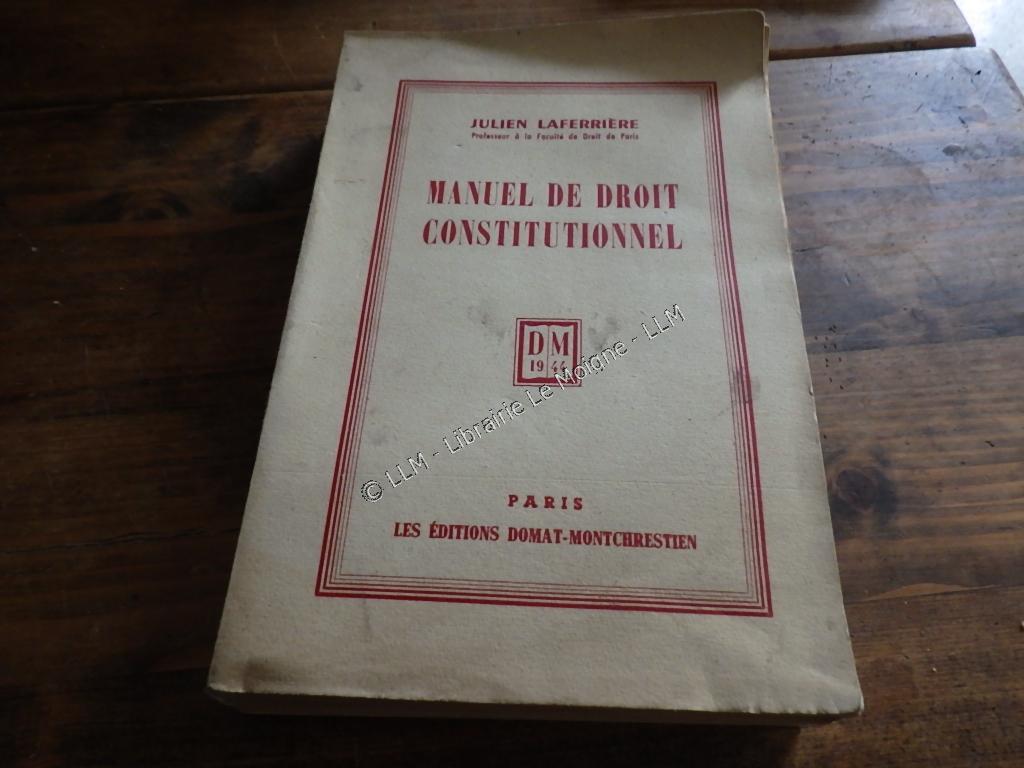 JULIEN LAFERRIÈRE
Professeur à la Faculté de Droit de Paris
MANUEL DE DROIT
CONSTITUTIONNEL
D M
19 44
© LLM - Librairie Le Moigne - LLM
PARIS
LES ÉDITIONS DOMAT-MONTCHRESTIEN